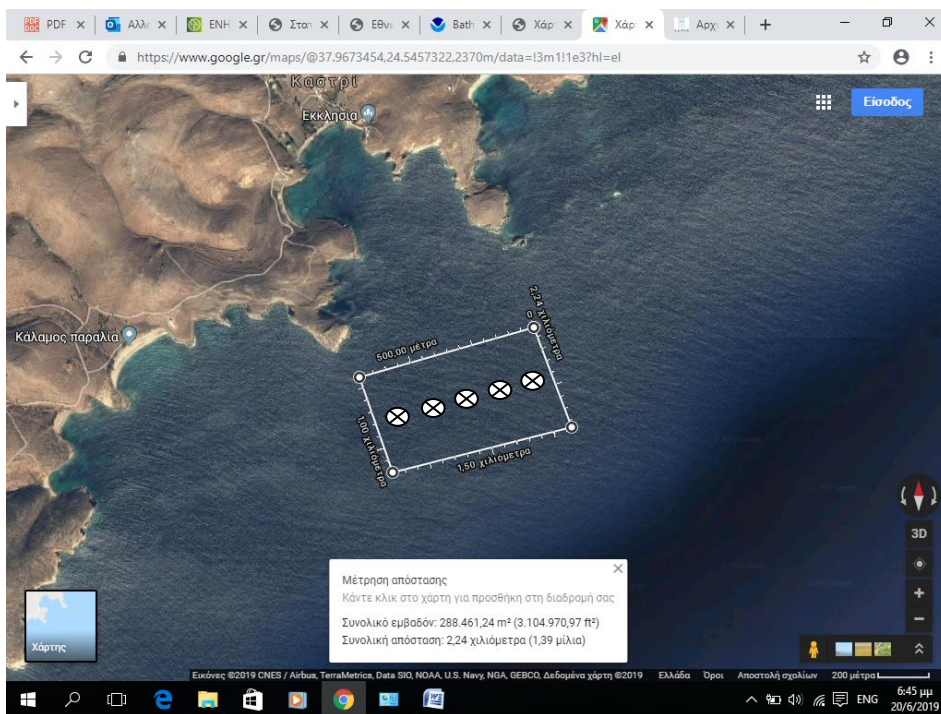 PDF
Αλλ
ENH
Στατ
Εθνι
Bath
Χάρ
Χάρ
Αρχ
https://www.google.gr/maps/@37.9673454,24.5457322,2370m/data=!3m1!1e3?hl=el
Καστρί
Εκκλησία
Είσοδος
Κάλαμος παραλία
2,24 χιλιόμετρα
0
500,00 μέτρα
1,00 χιλιόμετρα
1,50 χιλιόμετρα
3D
Μέτρηση απόστασης
Κάντε κλικ στο χάρτη για προσθήκη στη διαδρομή σας
Συνολικό εμβαδόν: 288.461,24 m² (3.104.970,97 ft²)
Συνολική απόσταση: 2,24 χιλιόμετρα (1,39 μίλια)
Χάρτης
Εικόνες ©2019 CNES / Airbus, TerraMetrics, Data SIO, NOAA, U.S. Navy, NGA, GEBCO, Δεδομένα χάρτη ©2019 Ελλάδα Όροι Αποστολή σχολίων 200 μέτρα
ENG
6:45 μμ
20/6/2019